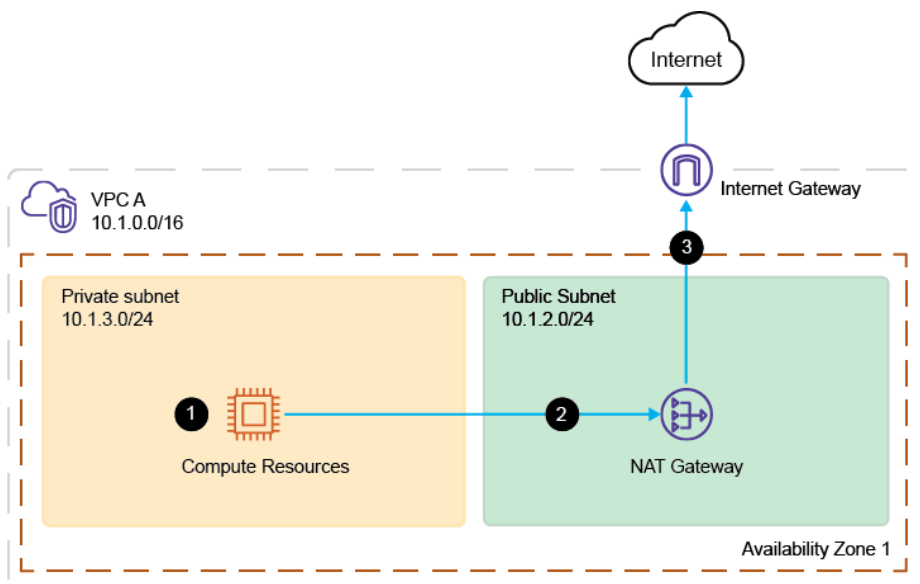 Internet
Internet Gateway
VPC A
10.1.0.0/16
3
Private subnet
10.1.3.0/24
Public Subnet
10.1.2.0/24
1
2
Compute Resources
NAT Gateway
Availability Zone 1